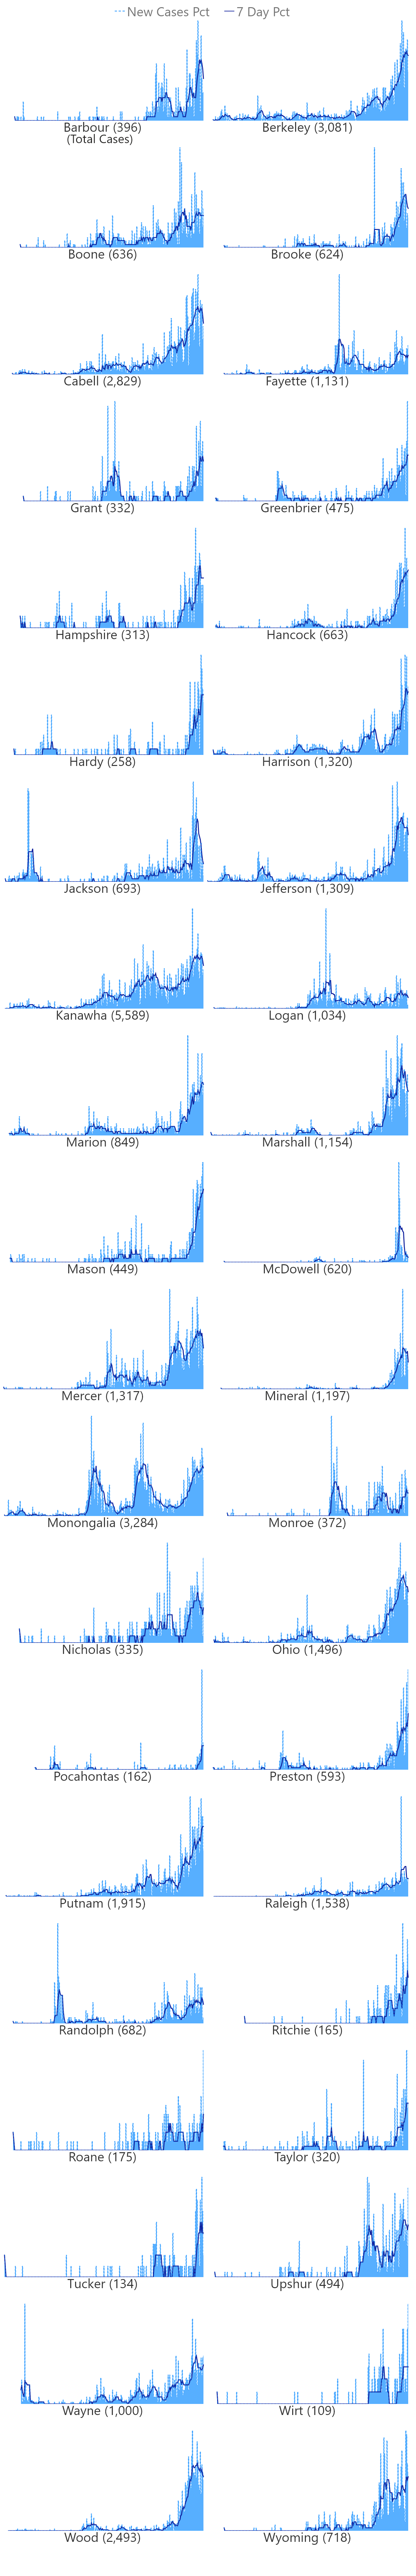 New Cases Pct 7 Day Pct
Barbour (396) Berkeley (3,081)
(Total Cases)
Boone (636) Brooke (624)
Cabell (2,829) Fayette (1,131)
Grant (332) Greenbrier (475)
Hampshire (313) Hancock (663)
Hardy (258) Harrison (1,320)
Jackson (693) Jefferson (1,309)
Kanawha (5,589) Logan (1,034)
Marion (849) Marshall (1,154)
Mason (449) McDowell (620)
Mercer (1,317) Mineral (1,197)
Monongalia (3,284) Monroe (372)
Nicholas (335) Ohio (1,496)
Pocahontas (162) Preston (593)
Putnam (1,915) Raleigh (1,538)
Randolph (682) Ritchie (165)
Roane (175) Taylor (320)
Tucker (134) Upshur (494)
Wayne (1,000) Wirt (109)
Wood (2,493) Wyoming (718)